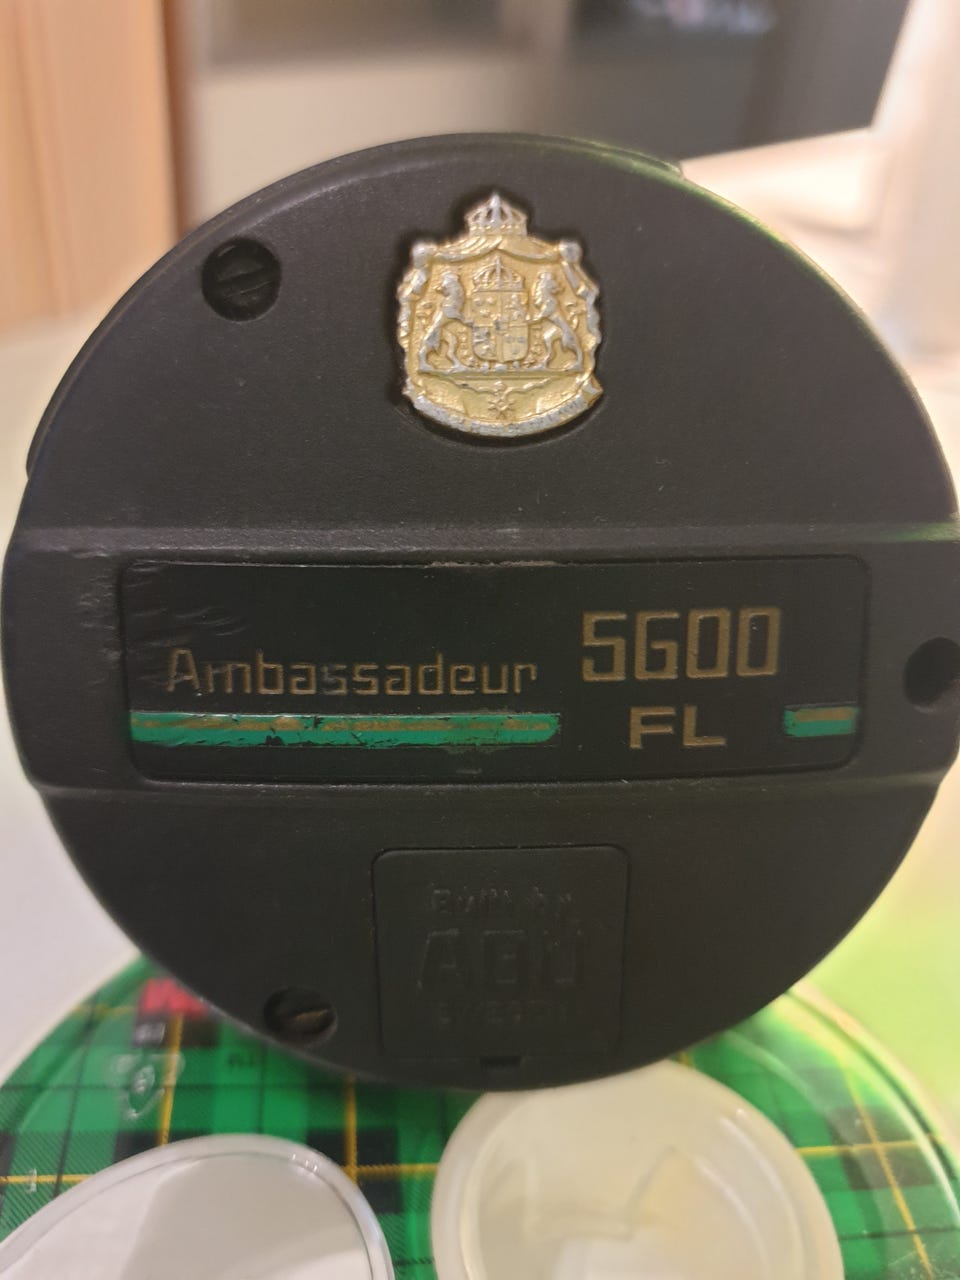 Ambassadeur 5600
FL
Built by
ABU
SWEDEN